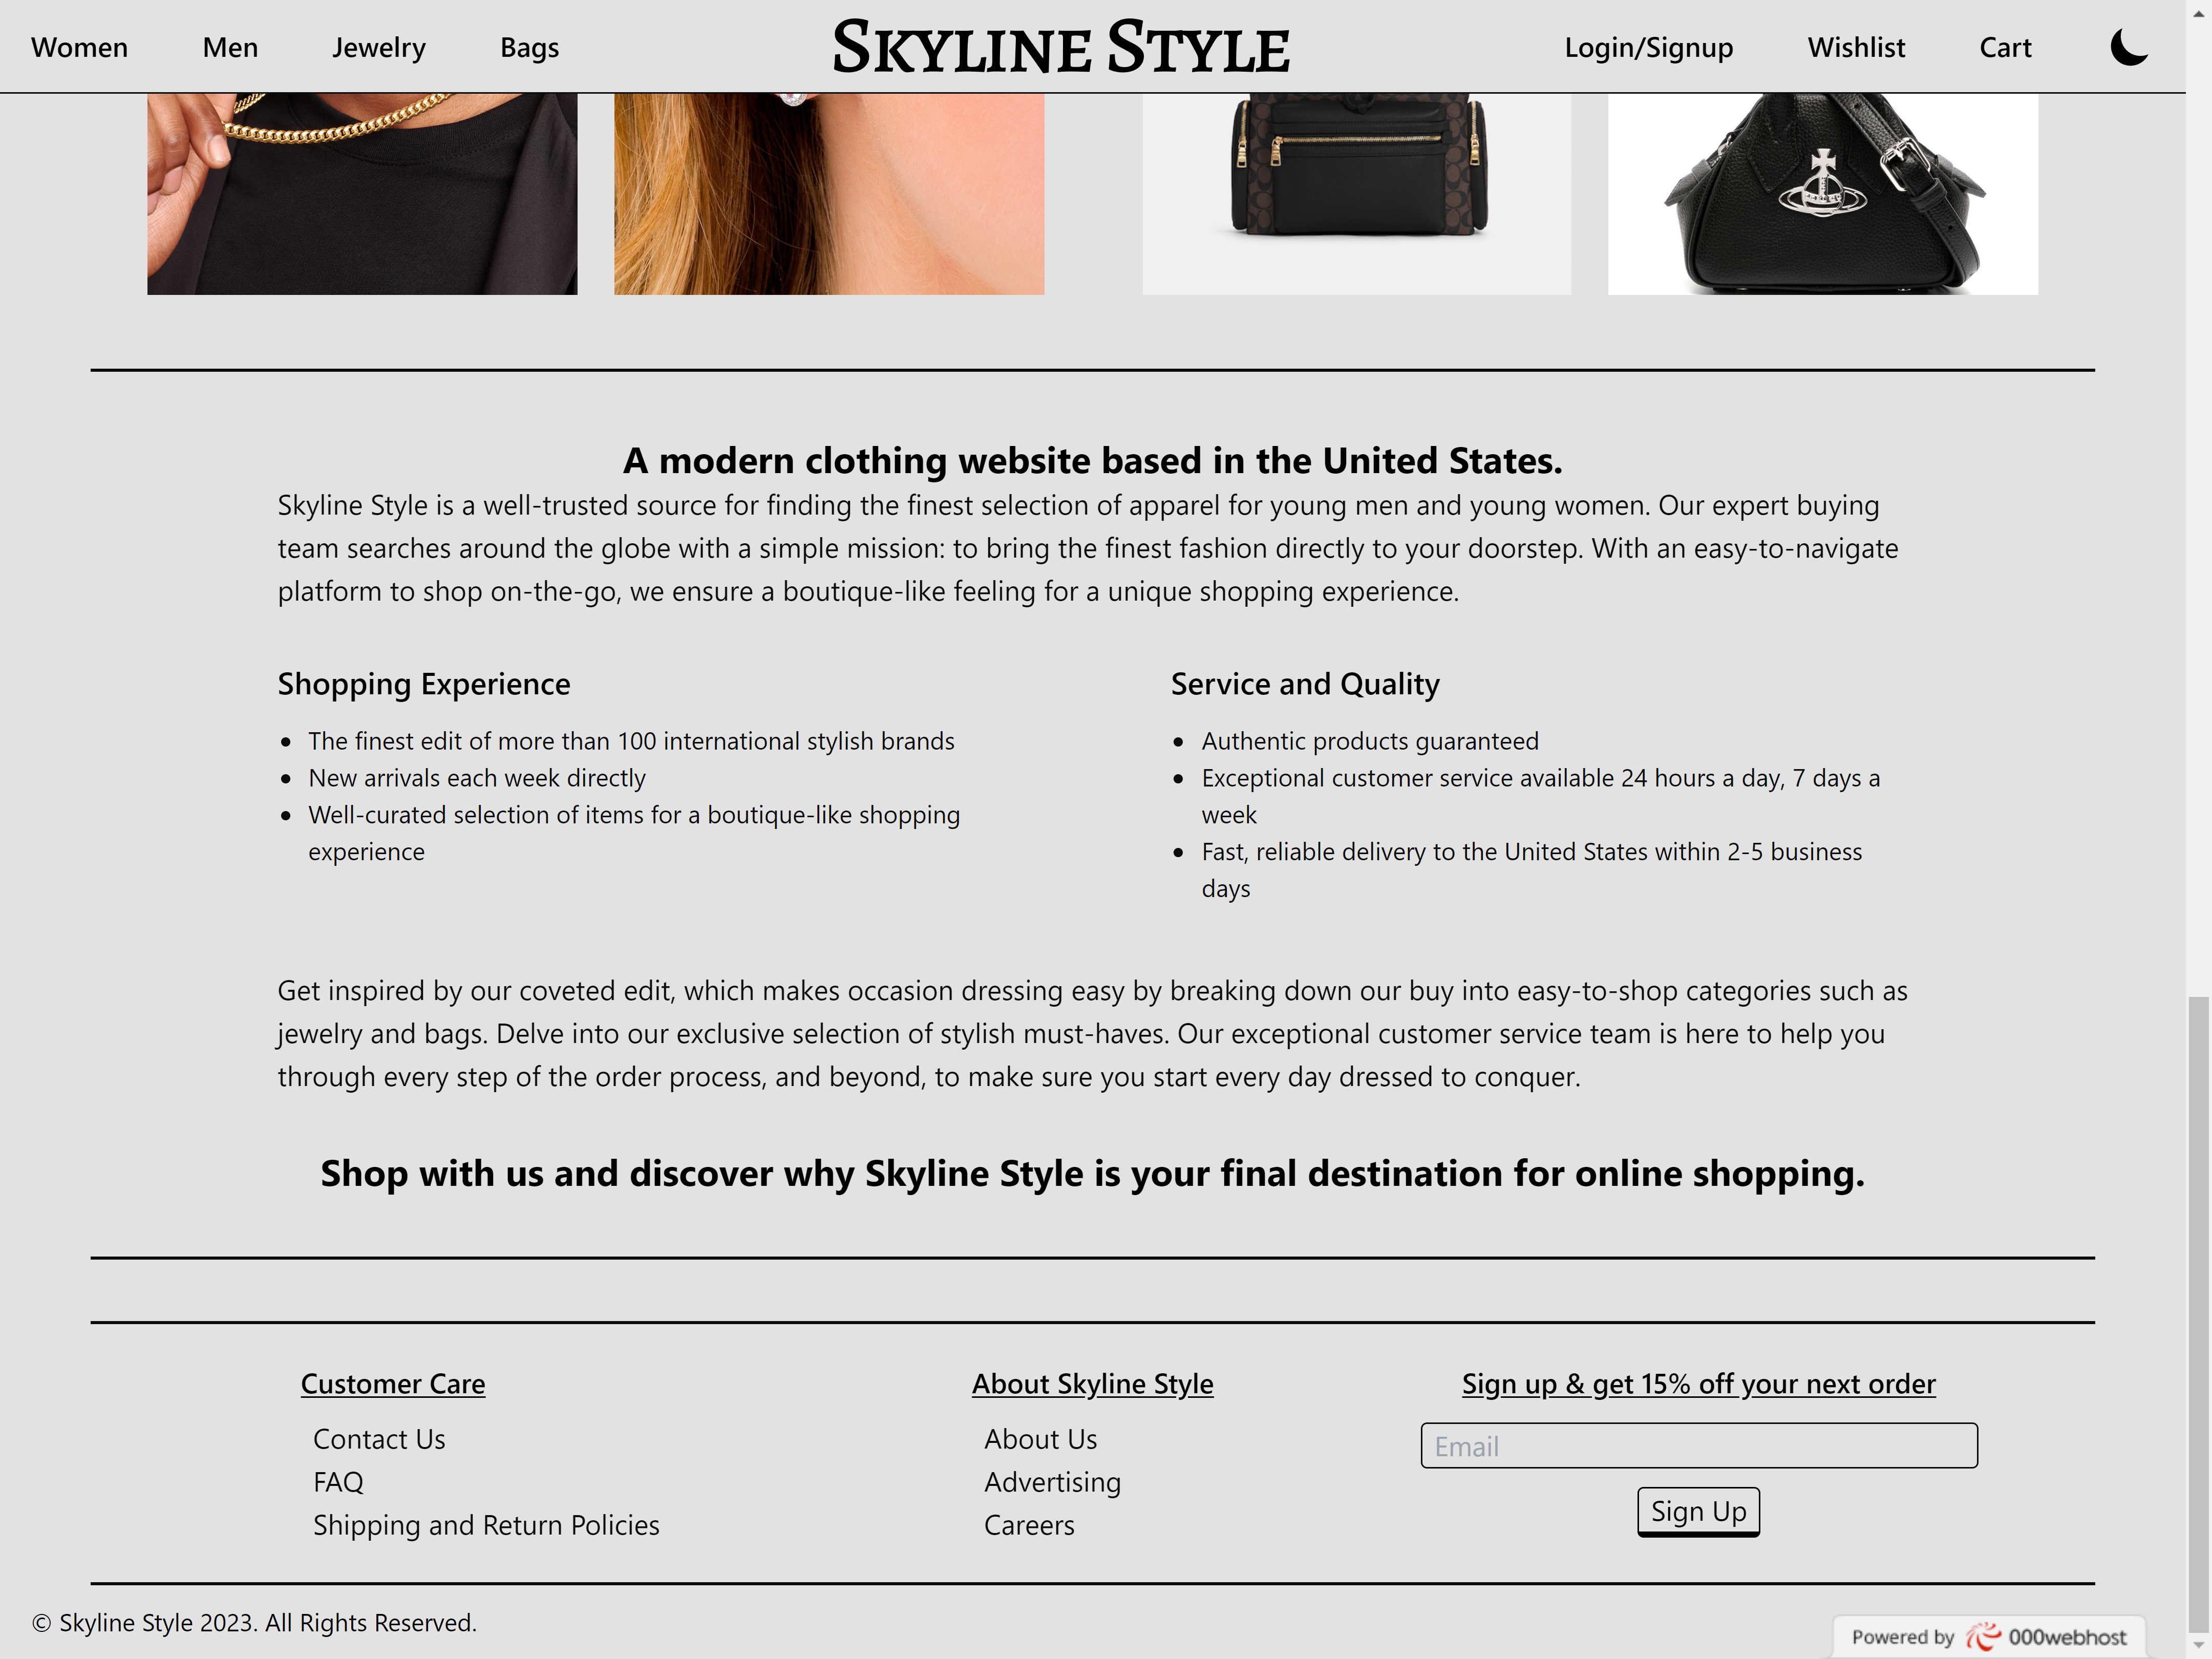 Women Men Jewelry Bags SKYLINE STYLE Login/Signup Wishlist Cart
A modern clothing website based in the United States.
Skyline Style is a well-trusted source for finding the finest selection of apparel for young men and young women. Our expert buying
team searches around the globe with a simple mission: to bring the finest fashion directly to your doorstep. With an easy-to-navigate
platform to shop on-the-go, we ensure a boutique-like feeling for a unique shopping experience.
Shopping Experience
• The finest edit of more than 100 international stylish brands
• New arrivals each week directly
• Well-curated selection of items for a boutique-like shopping
experience
Service and Quality
• Authentic products guaranteed
• Exceptional customer service available 24 hours a day, 7 days a
week
• Fast, reliable delivery to the United States within 2-5 business
days
Get inspired by our coveted edit, which makes occasion dressing easy by breaking down our buy into easy-to-shop categories such as
jewelry and bags. Delve into our exclusive selection of stylish must-haves. Our exceptional customer service team is here to help you
through every step of the order process, and beyond, to make sure you start every day dressed to conquer.
Shop with us and discover why Skyline Style is your final destination for online shopping.
Customer Care
Contact Us
FAQ
Shipping and Return Policies
About Skyline Style
About Us
Advertising
Careers
Sign up & get 15% off your next order
Email
Sign Up
© Skyline Style 2023. All Rights Reserved.
Powered by 000webhost